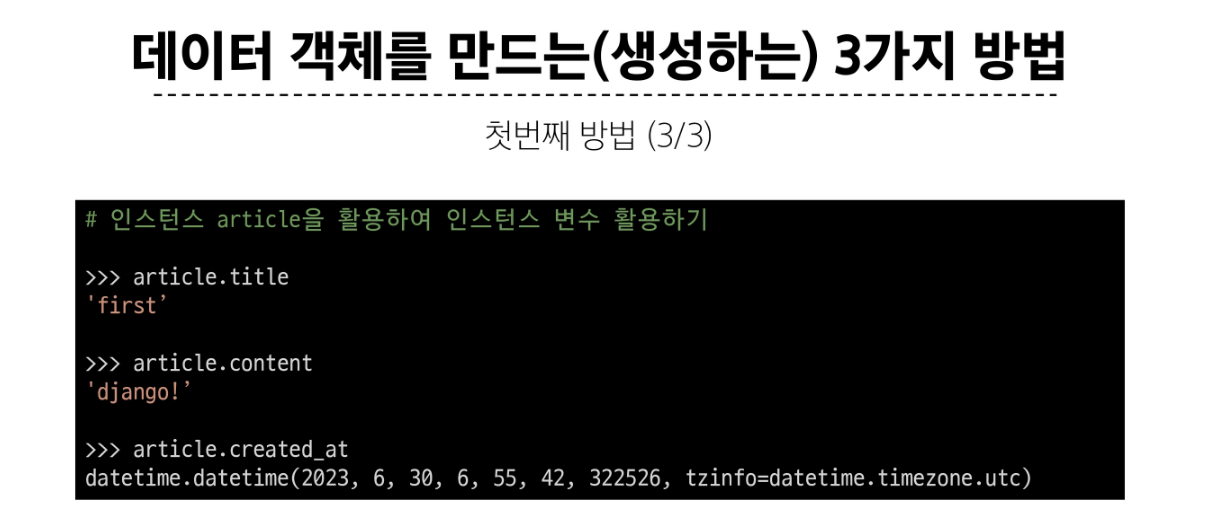 데이터 객체를 만드는(생성하는) 3가지 방법
첫번째 방법 (3/3)
# 인스턴스 article을 활용하여 인스턴스 변수 활용하기
>>> article.title
'first’
>>> article.content
'django!’
>>> article.created_at
datetime.datetime(2023, 6, 30, 6, 55, 42, 322526, tzinfo=datetime.timezone.utc)